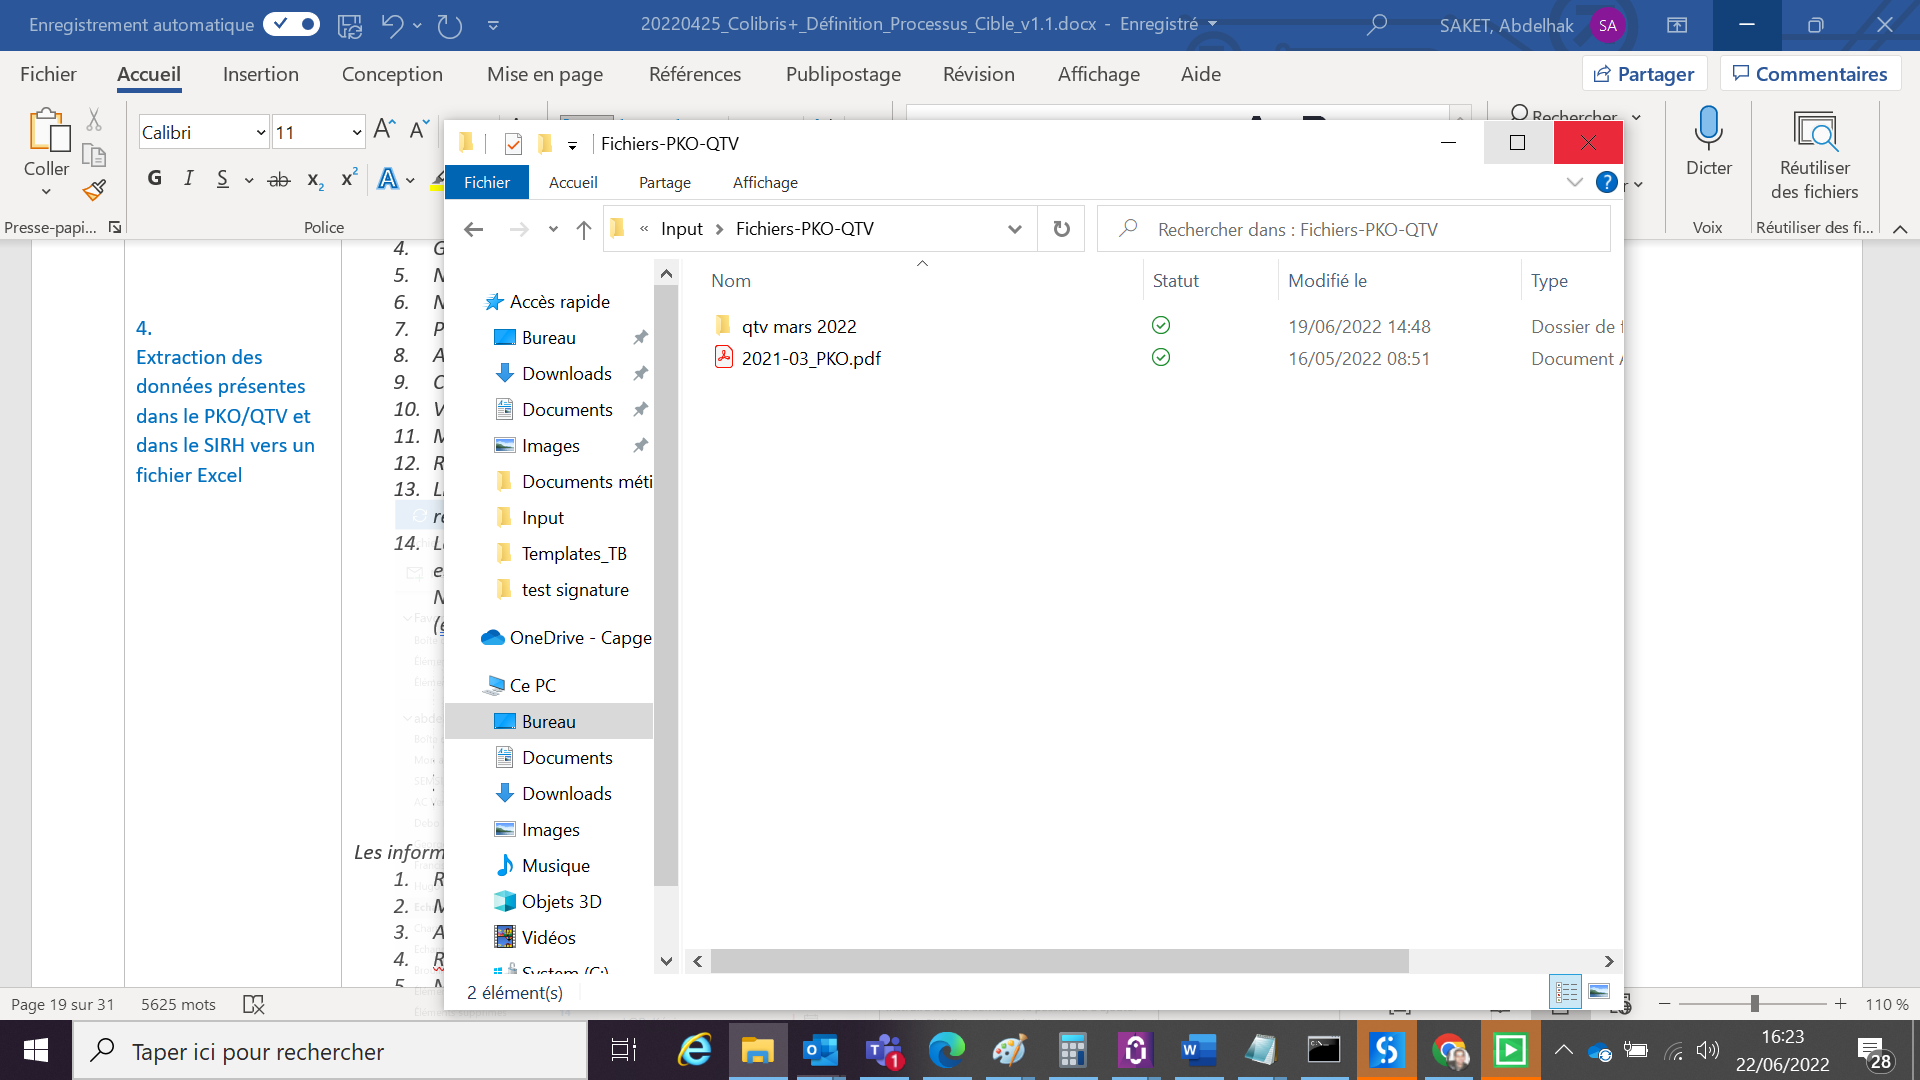 Enregistrement automatique
20220425_Colibris+_Définition_Processus_Cible_v1.1.docx - Enregistré
SAKET, Abdelhak
SA
Fichier
Accueil
Insertion
Conception
Mise en page
Références
Publipostage
Révision
Affichage
Aide
Partager
Commentaires
Coller
Calibri
11
Presse-papi...
Police
Rechercher
Dicter
Réutiliser
des fichiers
Voix
Réutiliser des fi...
4.
Extraction des
données présentes
dans le PKO/QTV et
dans le SIRH vers un
fichier Excel
4. G
5. N
6. N
7. P
8. A
9. C
10. V
11. M
12. R
13. L
re
14. L
e
N
(é
Les inform
1. R
2. M
3. A
4. R
5. N
Fichiers-PKO-QTV
Fichier
Accueil
Partage
Affichage
Input
Fichiers-PKO-QTV
Rechercher dans : Fichiers-PKO-QTV
Accès rapide
Bureau
Downloads
Documents
Images
Documents méti
Input
Templates_TB
test signature
OneDrive - Capge
Ce PC
Bureau
Documents
Downloads
Images
Musique
Objets 3D
Vidéos
System (C:)
Nom Statut Modifié le Type
qtv mars 2022 19/06/2022 14:48 Dossier de f
2021-03_PKO.pdf 16/05/2022 08:51 Document A
2 élément(s)
Page 19 sur 31
5625 mots
110 %
Taper ici pour rechercher
1
16:23
22/06/2022
28